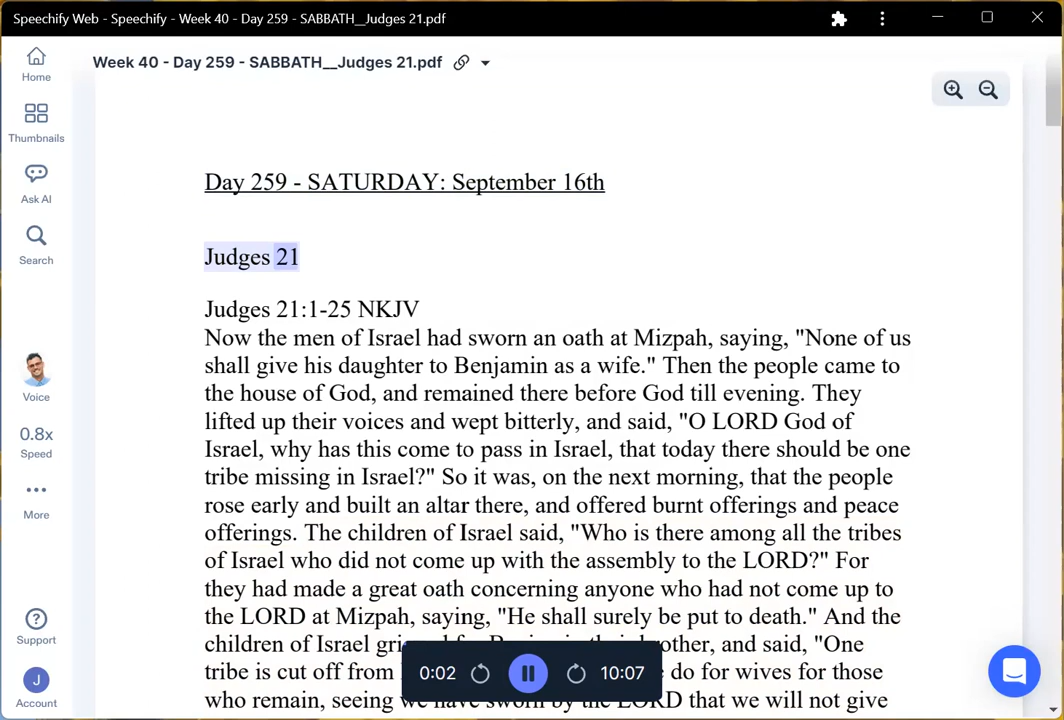 Speechify Web - Speechify - Week 40 - Day 259 - SABBATH__Judges 21.pdf
Week 40 - Day 259 - SABBATH__Judges 21.pdf
Home
Thumbnails
Ask AI
Search
Voice
0.8x
Speed
More
Support
J
Account
Day 259 - SATURDAY: September 16th
Judges 21
Judges 21:1-25 NKJV
Now the men of Israel had sworn an oath at Mizpah, saying, "None of us
shall give his daughter to Benjamin as a wife." Then the people came to
the house of God, and remained there before God till evening. They
lifted up their voices and wept bitterly, and said, "O LORD God of
Israel, why has this come to pass in Israel, that today there should be one
tribe missing in Israel?" So it was, on the next morning, that the people
rose early and built an altar there, and offered burnt offerings and peace
offerings. The children of Israel said, "Who is there among all the tribes
of Israel who did not come up with the assembly to the LORD?" For
they had made a great oath concerning anyone who had not come up to
the LORD at Mizpah, saying, "He shall surely be put to death." And the
children of Israel grieved for Benjamin their brother, and said, "One
tribe is cut off from do for wives for those
who remain, seeing we have sworn by the LORD that we will not give
0:02
10:07